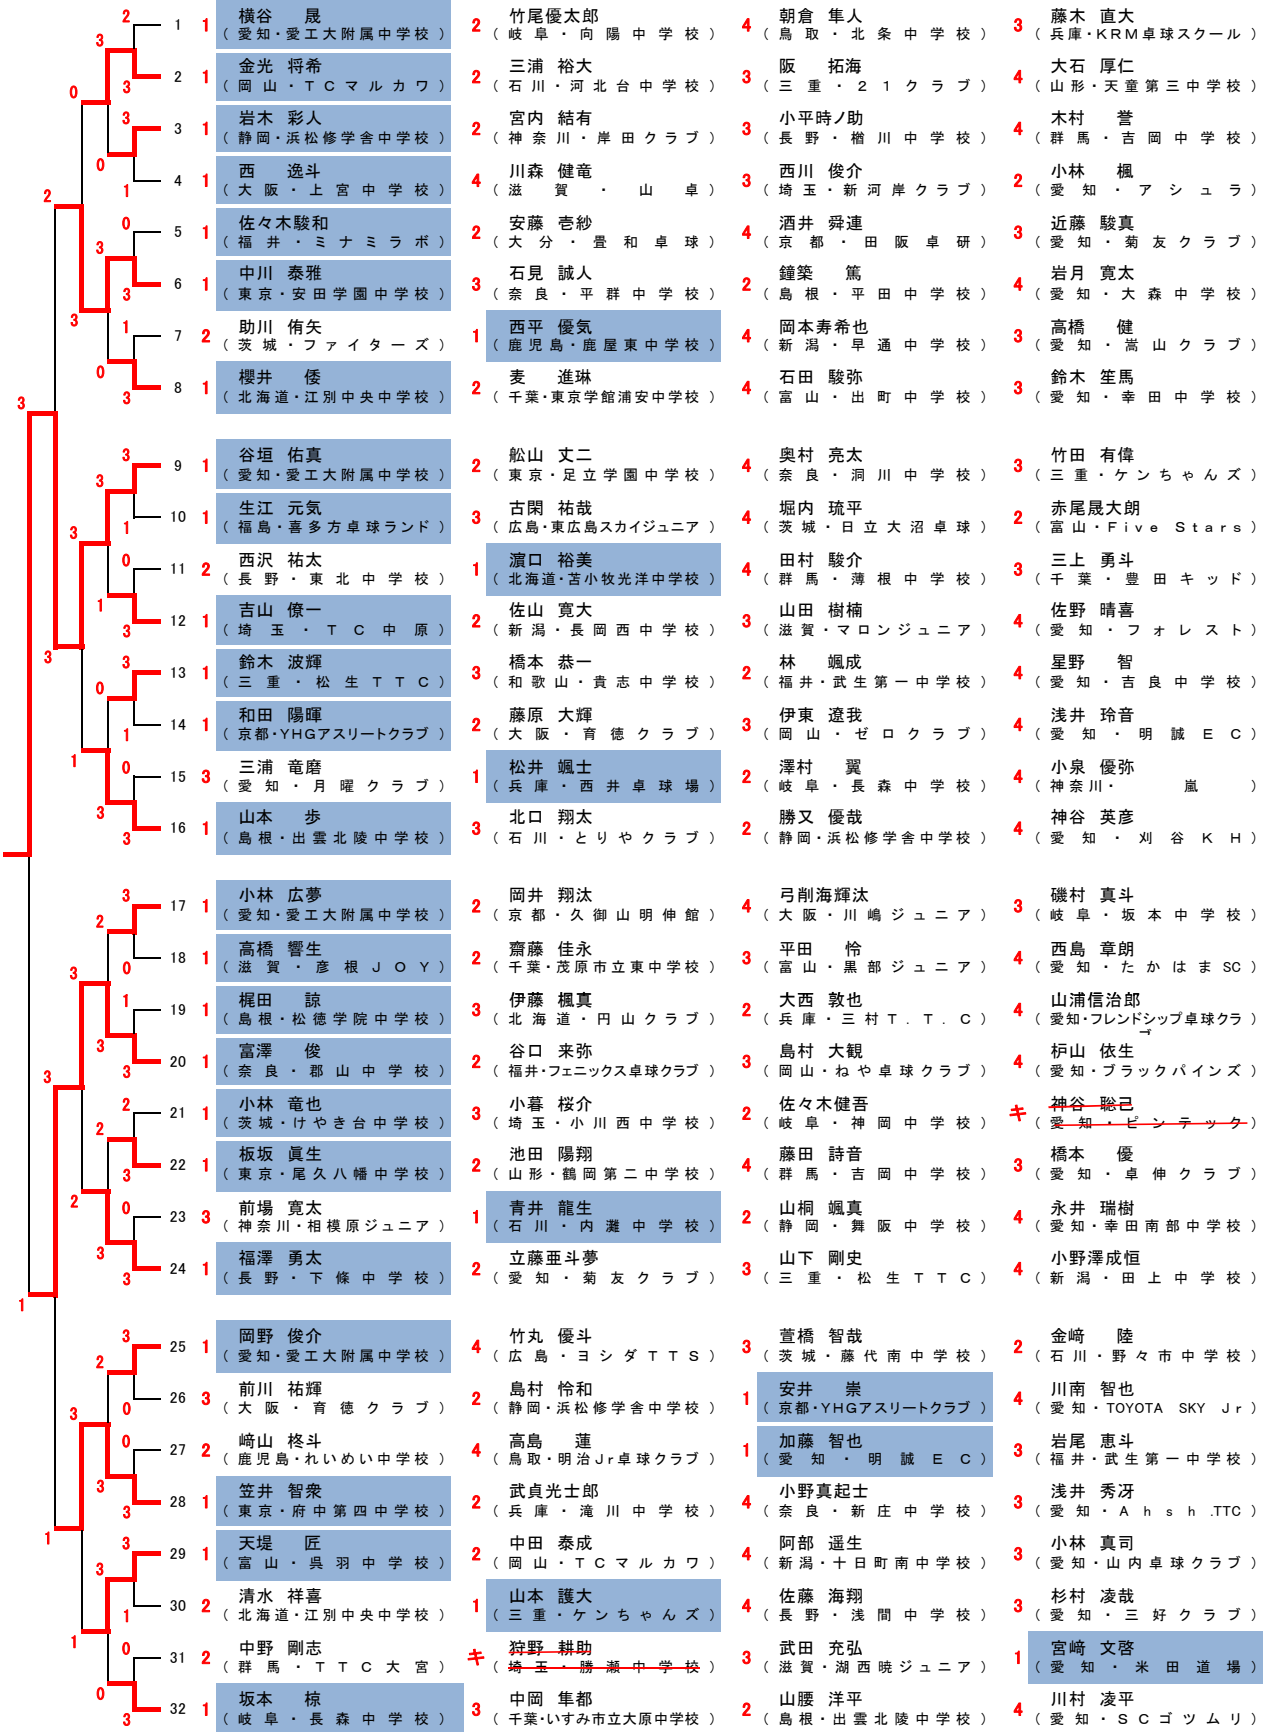 1 1 横谷 晟 2 竹尾優太郎 4 朝倉 隼人 3 藤木 直大
(愛知・愛工大附属中学校) (岐阜・向陽中学校) (鳥取・北条中学校) (兵庫・KRM卓球スクール)
2 1 金光 将希 2 三浦 裕大 3 阪 拓海 4 大石 厚仁
(岡山・TCマルカワ) (石川・河北台中学校) (三重・21クラブ) (山形・天童第三中学校)
3 1 岩木 彩人 2 宮内 結有 3 小平時ノ助 4 木村 誉
(静岡・浜松修学舎中学校) (神奈川・岸田クラブ) (長野・楢川中学校) (群馬・吉岡中学校)
4 1 西 逸斗 4 川森 健竜 3 西川 俊介 2 小林 楓
(大阪・上宮中学校) (滋賀・山卓) (埼玉・新河岸クラブ) (愛知・アシュラ)
5 1 佐々木駿和 2 安藤 壱紗 4 酒井 舜連 3 近藤 駿真
(福井・ミナミラボ) (大分・畳和卓球) (京都・田阪卓研) (愛知・菊友クラブ)
6 1 中川 泰雅 3 石見 誠人 2 鐘築 篤 4 岩月 寛太
(東京・安田学園中学校) (奈良・平群中学校) (島根・平田中学校) (愛知・大森中学校)
7 2 助川 侑矢 1 西平 優気 4 岡本寿希也 3 高橋 健
(茨城・ファイターズ) (鹿児島・鹿屋東中学校) (新潟・早通中学校) (愛知・嵩山クラブ)
8 1 櫻井 倭 2 麦 進琳 4 石田 駿弥 3 鈴木 笙馬
(北海道・江別中央中学校) (千葉・東京学館浦安中学校) (富山・出町中学校) (愛知・幸田中学校)
9 1 谷垣 佑真 2 舩山 丈二 4 奥村 亮太 3 竹田 有偉
(愛知・愛工大附属中学校) (東京・足立学園中学校) (奈良・洞川中学校) (三重・ケンちゃんズ)
10 1 生江 元気 3 古閑 祐哉 4 堀内 琉平 2 赤尾晟大朗
(福島・喜多方卓球ランド) (広島・東広島スカイジュニア) (茨城・日立大沼卓球) (富山・Five Stars)
11 2 西沢 祐太 1 濵口 裕美 4 田村 駿介 3 三上 勇斗
(長野・東北中学校) (北海道・苫小牧光洋中学校) (群馬・薄根中学校) (千葉・豊田キッド)
12 1 吉山 僚一 2 佐山 寛大 3 山田 樹楠 4 佐野 晴喜
(埼玉・TC中原) (新潟・長岡西中学校) (滋賀・マロンジュニア) (愛知・フォレスト)
13 1 鈴木 波輝 3 橋本 恭一 2 林 颯成 4 星野 智
(三重・松生TTC) (和歌山・貴志中学校) (福井・武生第一中学校) (愛知・吉良中学校)
14 1 和田 陽暉 2 藤原 大輝 3 伊東 遼我 4 浅井 玲音
(京都・YHGアスリートクラブ) (大阪・育徳クラブ) (岡山・ゼロクラブ) (愛知・明誠EC)
15 3 三浦 竜磨 1 松井 颯士 2 澤村 翼 4 小泉 優弥
(愛知・月曜クラブ) (兵庫・西井卓球場) (岐阜・長森中学校) (神奈川・嵐)
16 1 山本 歩 3 北口 翔太 2 勝又 優哉 4 神谷 英彦
(島根・出雲北陵中学校) (石川・とりやクラブ) (静岡・浜松修学舎中学校) (愛知・刈谷KH)
17 1 小林 広夢 2 岡井 翔汰 4 弓削海輝汰 3 磯村 真斗
(愛知・愛工大附属中学校) (京都・久御山明伸館) (大阪・川嶋ジュニア) (岐阜・坂本中学校)
18 1 高橋 響生 2 齋藤 佳永 3 平田 怜 4 西島 章朗
(滋賀・彦根JOY) (千葉・茂原市立東中学校) (富山・黒部ジュニア) (愛知・たかはまSC)
19 1 梶田 諒 3 伊藤 楓真 2 大西 敦也 4 山浦信治郎
(島根・松徳学院中学校) (北海道・円山クラブ) (兵庫・三村T.T.C) (愛知・フレンドシップ卓球クラブ)
20 1 富澤 俊 2 谷口 来弥 3 島村 大観 4 枦山 依生
(奈良・郡山中学校) (福井・フェニックス卓球クラブ) (岡山・ねや卓球クラブ) (愛知・ブラックパインズ)
21 1 小林 竜也 3 小暮 桜介 2 佐々木健吾 キ 神谷 聡己
(茨城・けやき台中学校) (埼玉・小川西中学校) (岐阜・神岡中学校) (愛知・ピンテック)
22 1 板坂 眞生 2 池田 陽翔 4 藤田 詩音 3 橋本 優
(東京・尾久八幡中学校) (山形・鶴岡第二中学校) (群馬・吉岡中学校) (愛知・卓伸クラブ)
23 3 前場 寛太 1 青井 龍生 2 山桐 颯真 4 永井 瑞樹
(神奈川・相模原ジュニア) (石川・内灘中学校) (静岡・舞阪中学校) (愛知・幸田南部中学校)
24 1 福澤 勇太 2 立藤亜斗夢 3 山下 剛史 4 小野澤成恒
(長野・下條中学校) (愛知・菊友クラブ) (三重・松生TTC) (新潟・田上中学校)
25 1 岡野 俊介 4 竹丸 優斗 3 萱橋 智哉 2 金﨑 陸
(愛知・愛工大附属中学校) (広島・ヨシダTTS) (茨城・藤代南中学校) (石川・野々市中学校)
26 3 前川 祐輝 2 島村 怜和 1 安井 崇 4 川南 智也
(大阪・育徳クラブ) (静岡・浜松修学舎中学校) (京都・YHGアスリートクラブ) (愛知・TOYOTA SKY Jr)
27 2 﨑山 柊斗 4 高島 蓮 1 加藤 智也 3 岩尾 恵斗
(鹿児島・れいめい中学校) (鳥取・明治Jr卓球クラブ) (愛知・明誠EC) (福井・武生第一中学校)
28 1 笠井 智衆 2 武貞光士郎 4 小野真起士 3 浅井 秀冴
(東京・府中第四中学校) (兵庫・滝川中学校) (奈良・新庄中学校) (愛知・Ahsh.TTC)
29 1 天堤 匠 2 中田 泰成 4 阿部 遥生 3 小林 真司
(富山・呉羽中学校) (岡山・TCマルカワ) (新潟・十日町南中学校) (愛知・山内卓球クラブ)
30 2 清水 祥喜 1 山本 護大 4 佐藤 海翔 3 杉村 凌哉
(北海道・江別中央中学校) (三重・ケンちゃんズ) (長野・浅間中学校) (愛知・三好クラブ)
31 2 中野 剛志 キ 狩野 耕助 3 武田 充弘 1 宮﨑 文啓
(群馬・TTC大宮) (埼玉・勝瀬中学校) (滋賀・湖西暁ジュニア) (愛知・米田道場)
32 1 坂本 椋 3 中岡 隼都 2 山腰 洋平 4 川村 凌平
(岐阜・長森中学校) (千葉・いすみ市立大原中学校) (島根・出雲北陵中学校) (愛知・SCゴツムリ)